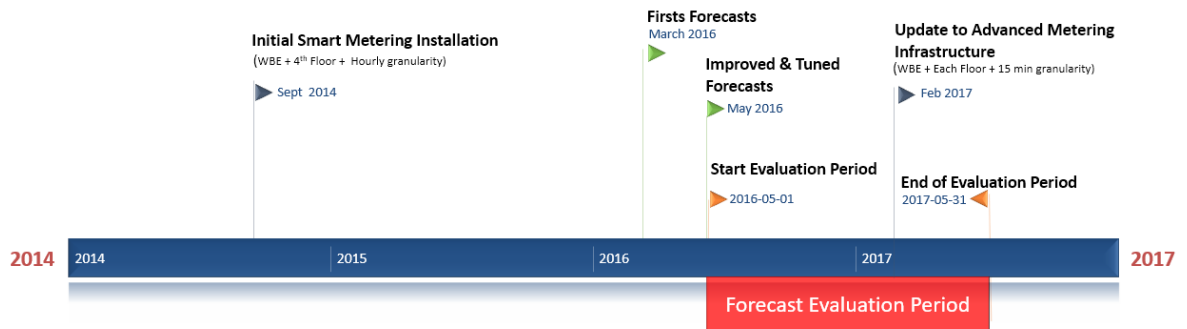 Initial Smart Metering Installation
(WBE + 4th Floor + Hourly granularity)
Sept 2014
Firsts Forecasts
March 2016
Improved & Tuned
Forecasts
May 2016
Update to Advanced Metering
Infrastructure
(WBE + Each Floor + 15 min granularity)
Feb 2017
Start Evaluation Period
2016-05-01
End of Evaluation Period
2017-05-31
2014
2014
2015
2016
2017
2017
Forecast Evaluation Period